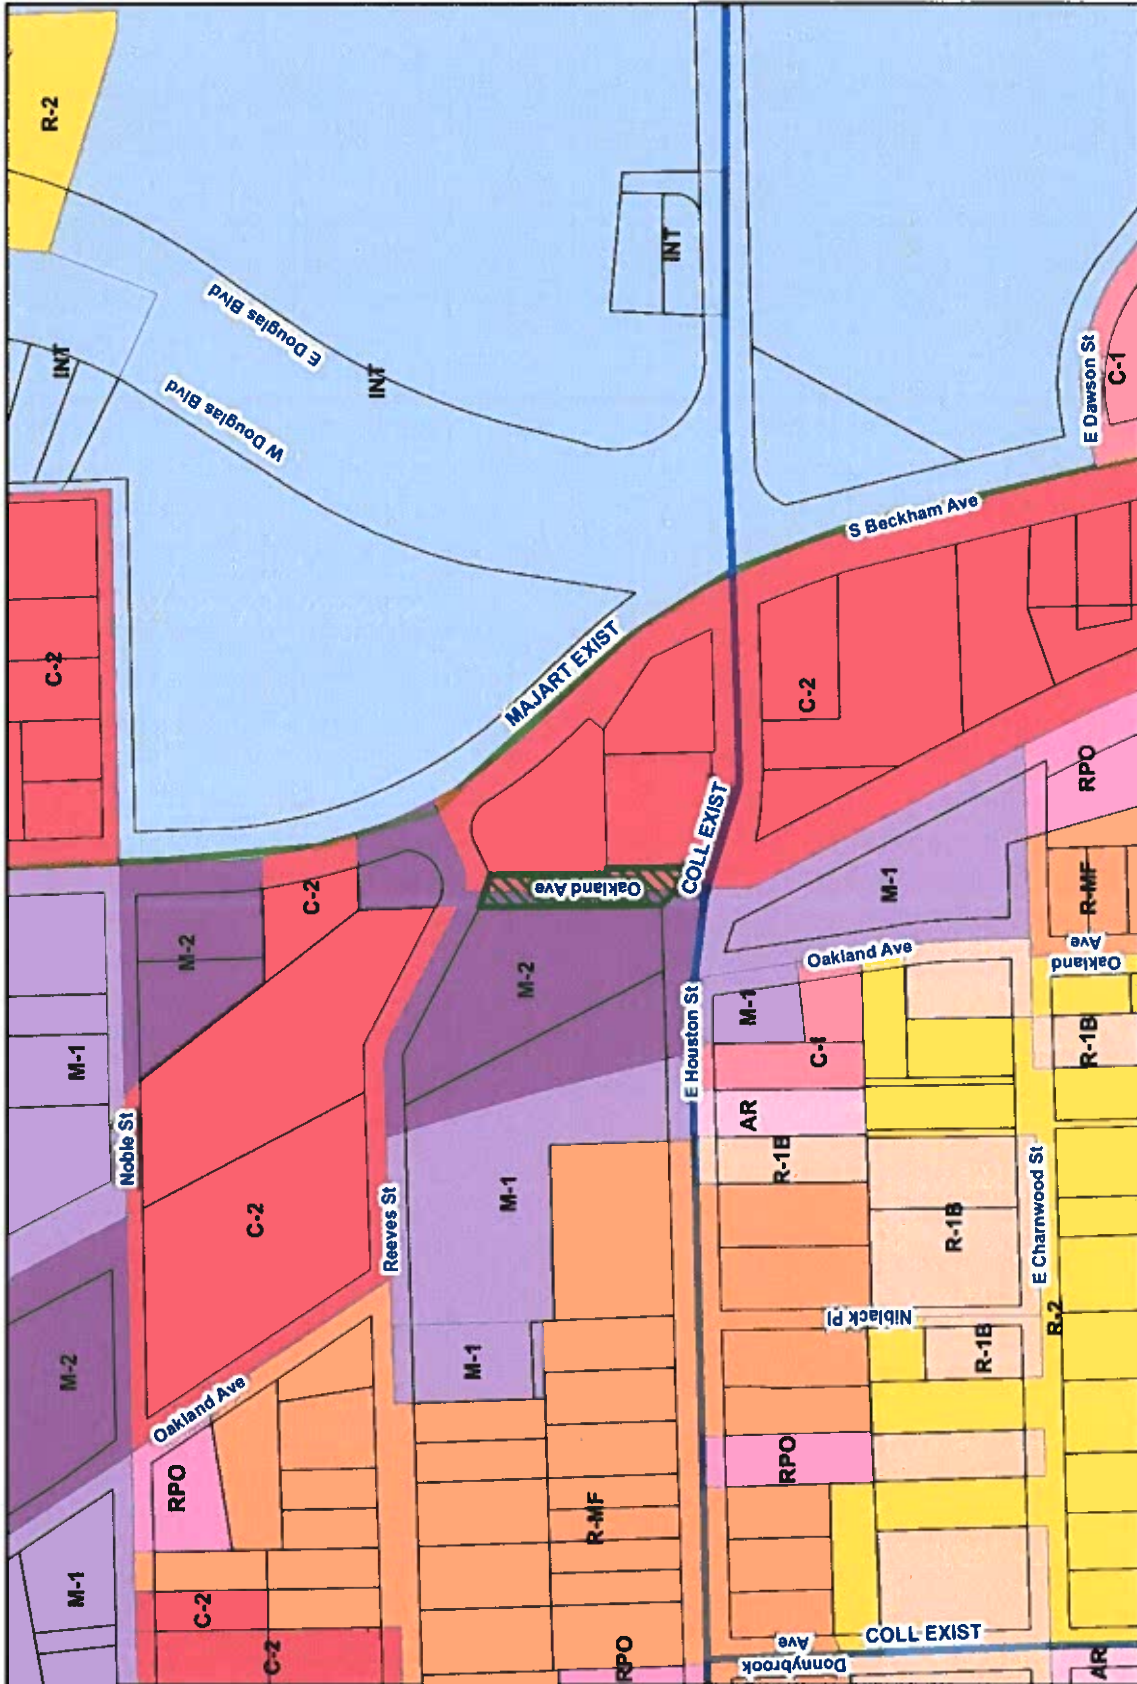 R-2
E Douglas Blvd
INT
W Douglas Blvd
INT
INT
E Dawson St
C-1
S Beckham Ave
C-2
MAJART EXIST
C-2
RPO
COLL EXIST
Oakland Ave
C-2
M-1
R-MF
M-2
M-2
Oakland Ave
Oakland
Ave
M-1
M-1
E Houston St
C-1
R-1B
AR
Noble St
R-1B
C-2
Reeves St
M-1
R-1B
E Charnwood St
Niblack Pl
R-2
M-2
M-1
R-1B
Oakland Ave
RPO
RPO
R-MF
M-1
C-2
C-2
RPO
Donnybrook
Ave
COLL EXIST
AR